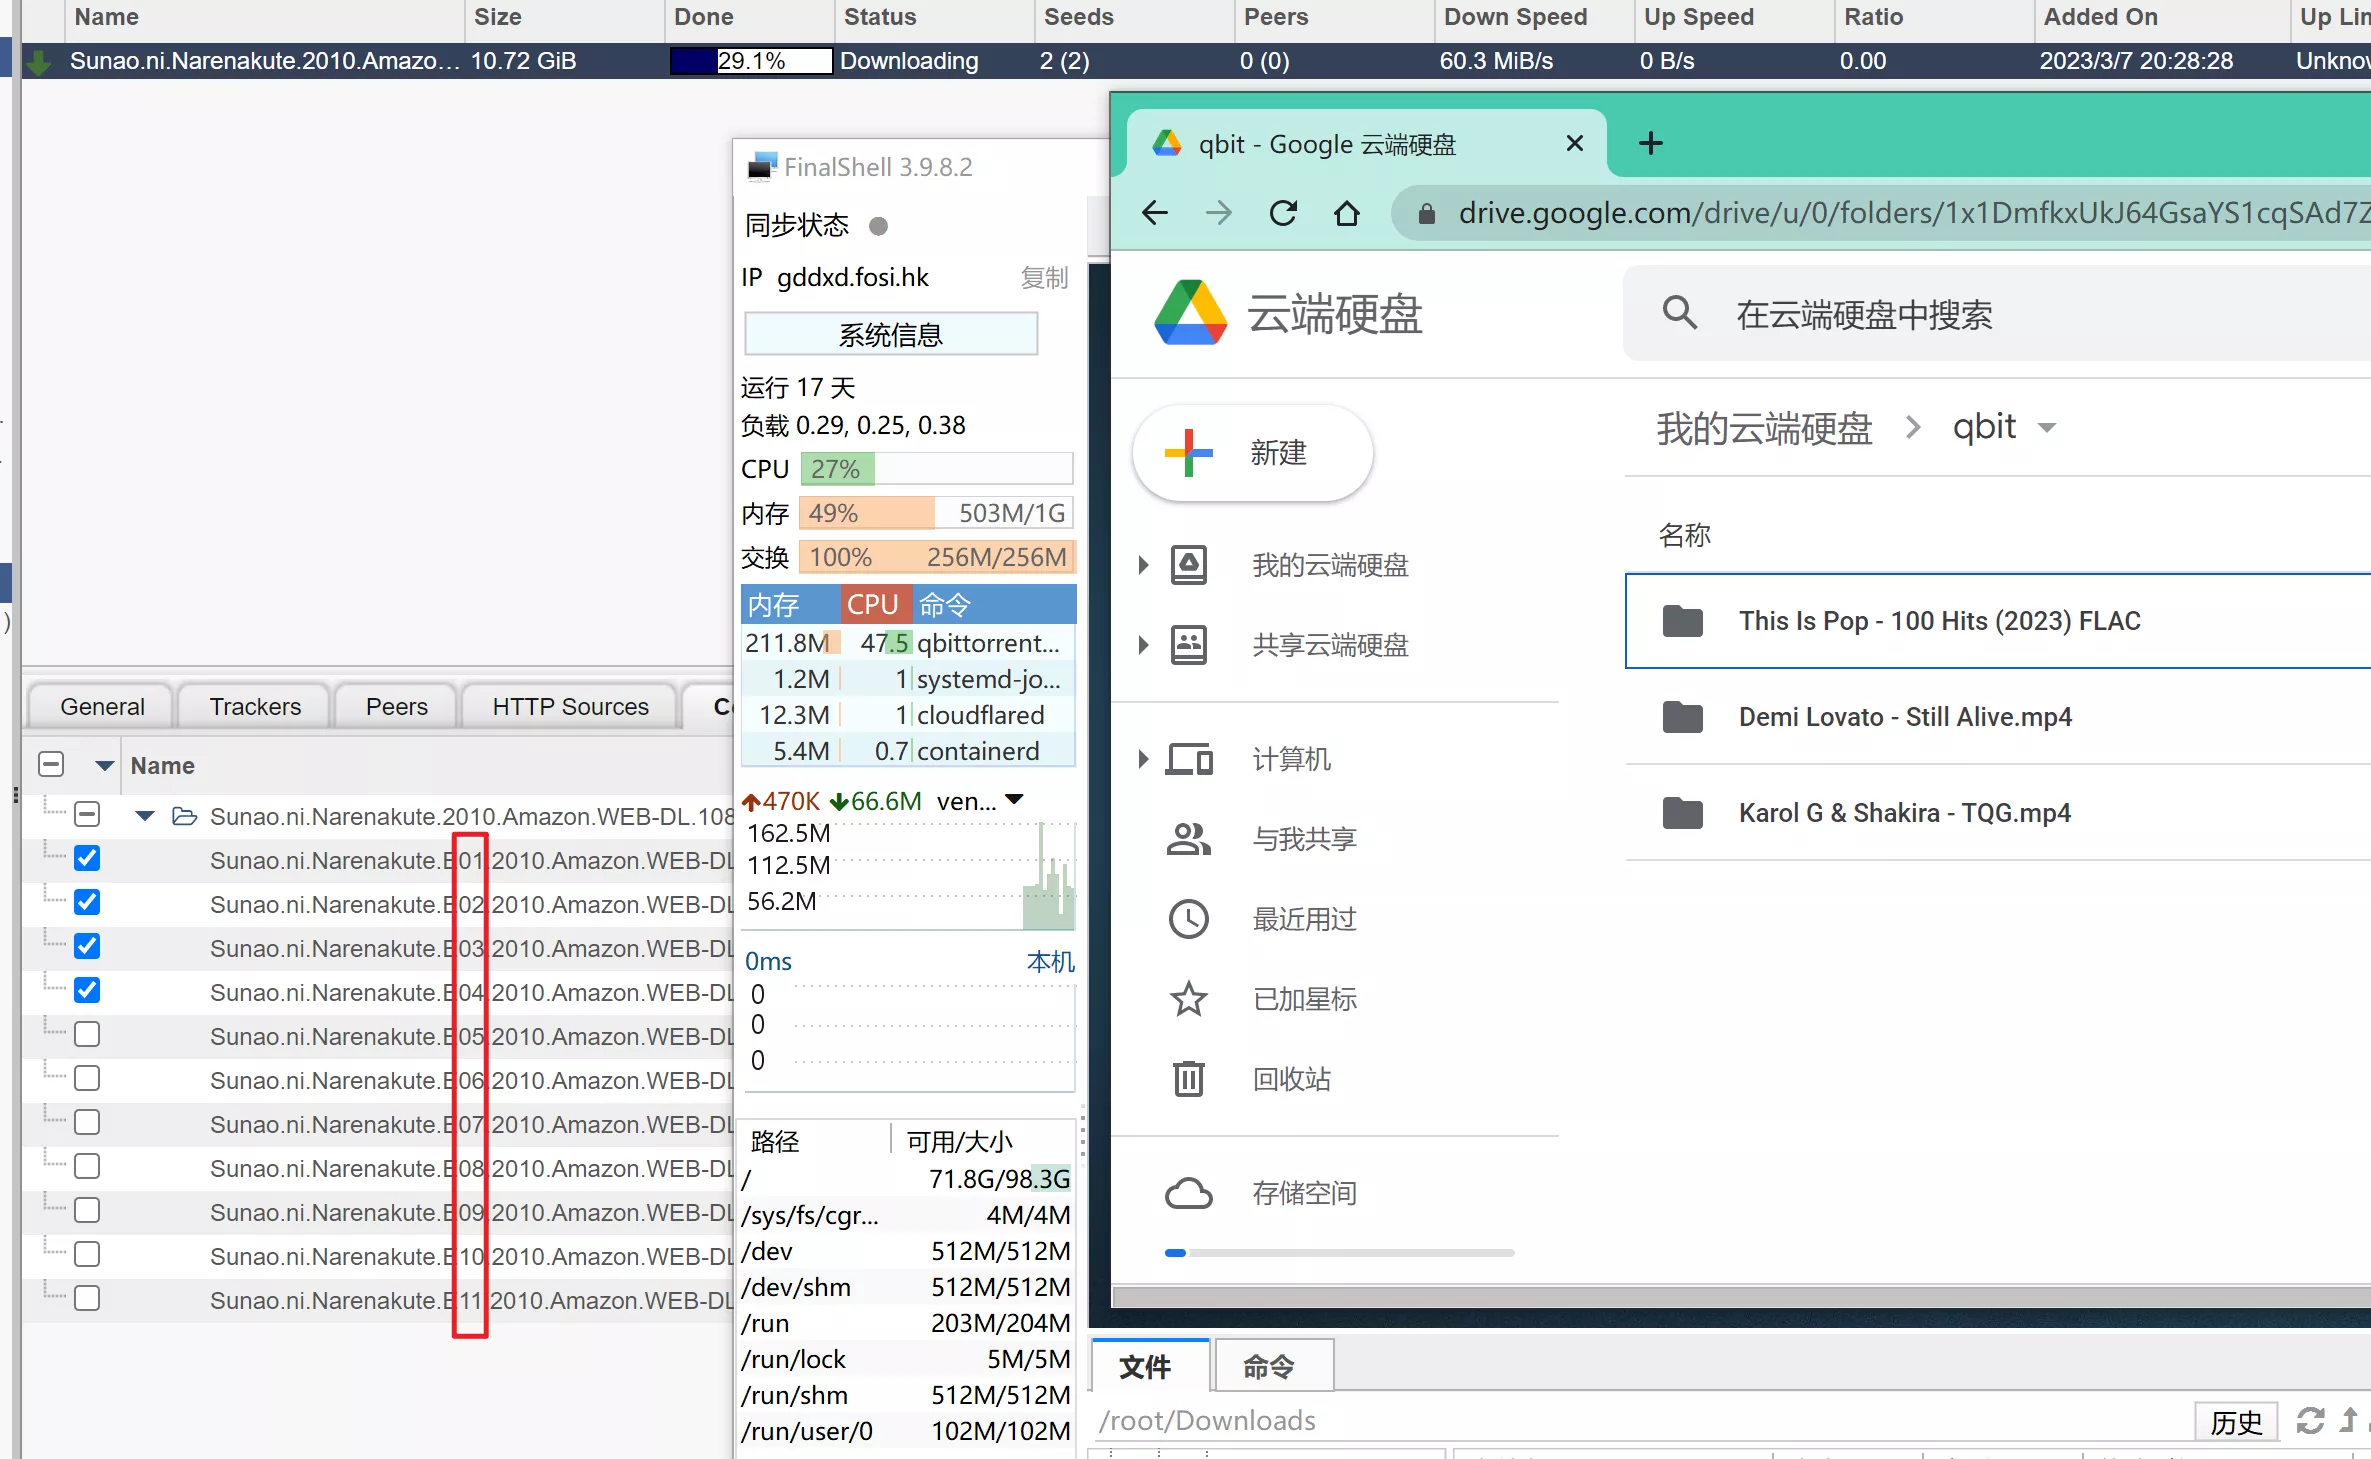 Name Size Done Status Seeds Peers Down Speed Up Speed Ratio Added On Up Lin
Sunao.ni.Narenakute.2010.Amazo... 10.72 GiB 29.1% Downloading 2 (2) 0 (0) 60.3 MiB/s 0 B/s 0.00 2023/3/7 20:28:28 Unknow
General Trackers Peers HTTP Sources Co
Name
Sunao.ni.Narenakute.2010.Amazon.WEB-DL.108
Sunao.ni.Narenakute.E01.2010.Amazon.WEB-DL
Sunao.ni.Narenakute.E02.2010.Amazon.WEB-DL
Sunao.ni.Narenakute.E03.2010.Amazon.WEB-DL
Sunao.ni.Narenakute.E04.2010.Amazon.WEB-DL
Sunao.ni.Narenakute.E05.2010.Amazon.WEB-DL
Sunao.ni.Narenakute.E06.2010.Amazon.WEB-DL
Sunao.ni.Narenakute.E07.2010.Amazon.WEB-DL
Sunao.ni.Narenakute.E08.2010.Amazon.WEB-DL
Sunao.ni.Narenakute.E09.2010.Amazon.WEB-DL
Sunao.ni.Narenakute.E10.2010.Amazon.WEB-DL
Sunao.ni.Narenakute.E11.2010.Amazon.WEB-DL
FinalShell 3.9.8.2
同步状态
IP gddxd.fosi.hk 复制
系统信息
运行 17 天
负载 0.29, 0.25, 0.38
CPU 27%
内存 49% 503M/1G
交换 100% 256M/256M
内存 CPU 命令
211.8M 47.5 qbittorrent...
1.2M 1 systemd-jo...
12.3M 1 cloudflared
5.4M 0.7 containerd
470K 66.6M ven...
162.5M
112.5M
56.2M
0ms 本机
0
0
0
路径 可用/大小
/ 71.8G/98.3G
/sys/fs/cgr... 4M/4M
/dev 512M/512M
/dev/shm 512M/512M
/run 203M/204M
/run/lock 5M/5M
/run/shm 512M/512M
/run/user/0 102M/102M
qbit - Google 云端硬盘
drive.google.com/drive/u/0/folders/1x1DmfkxUkJ64GsaYS1cqSAd7Z
云端硬盘
在云端硬盘中搜索
新建
我的云端硬盘
共享云端硬盘
计算机
与我共享
最近用过
已加星标
回收站
存储空间
我的云端硬盘 qbit
名称
This Is Pop - 100 Hits (2023) FLAC
Demi Lovato - Still Alive.mp4
Karol G & Shakira - TQG.mp4
文件 命令
/root/Downloads 历史